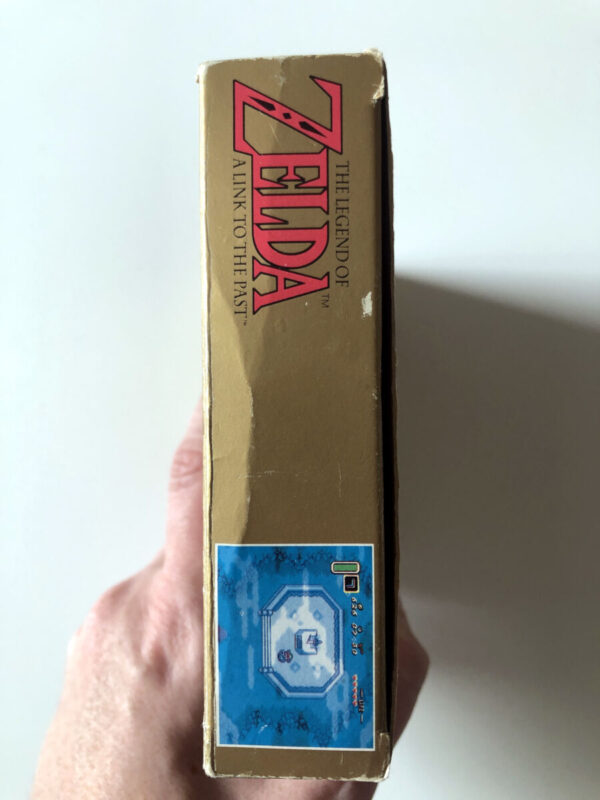 THE LEGEND OF
ZELDA™
A LINK TO THE PAST™